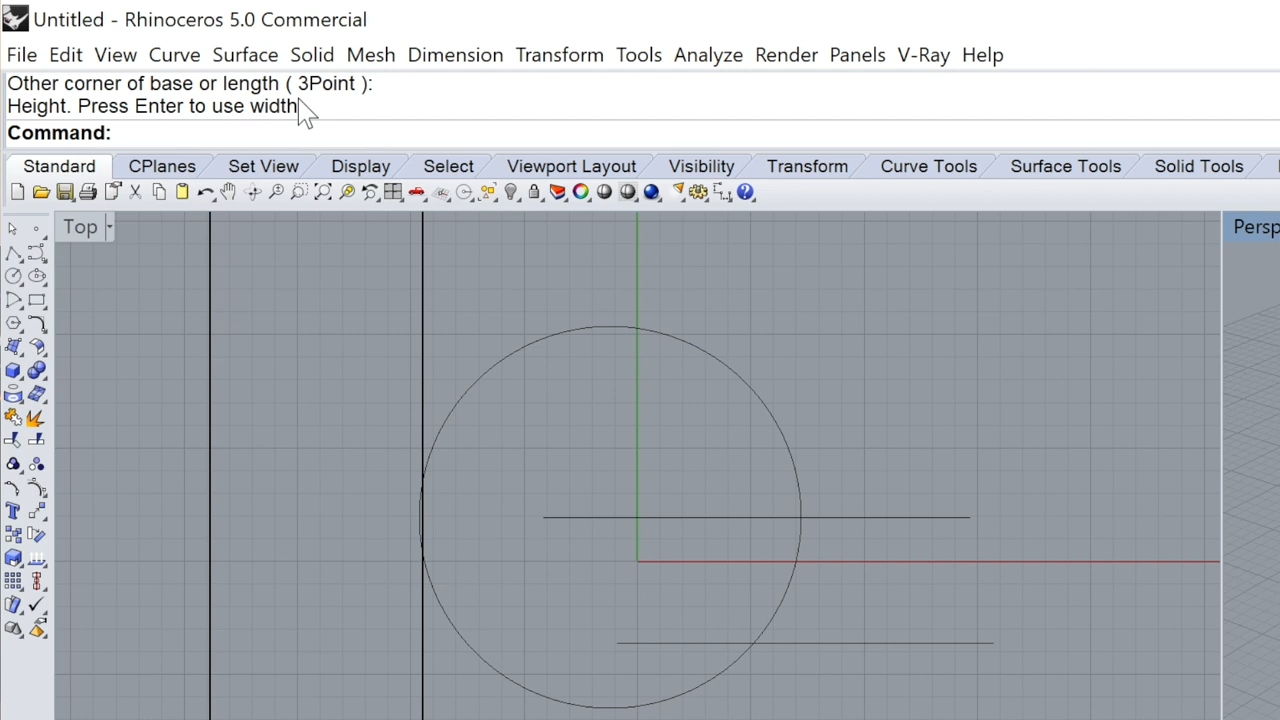 Untitled - Rhinoceros 5.0 Commercial
File Edit View Curve Surface Solid Mesh Dimension Transform Tools Analyze Render Panels V-Ray Help
Other corner of base or length ( 3Point ):
Height. Press Enter to use width
Command:
Standard CPlanes Set View Display Select Viewport Layout Visibility Transform Curve Tools Surface Tools Solid Tools
Top Persp